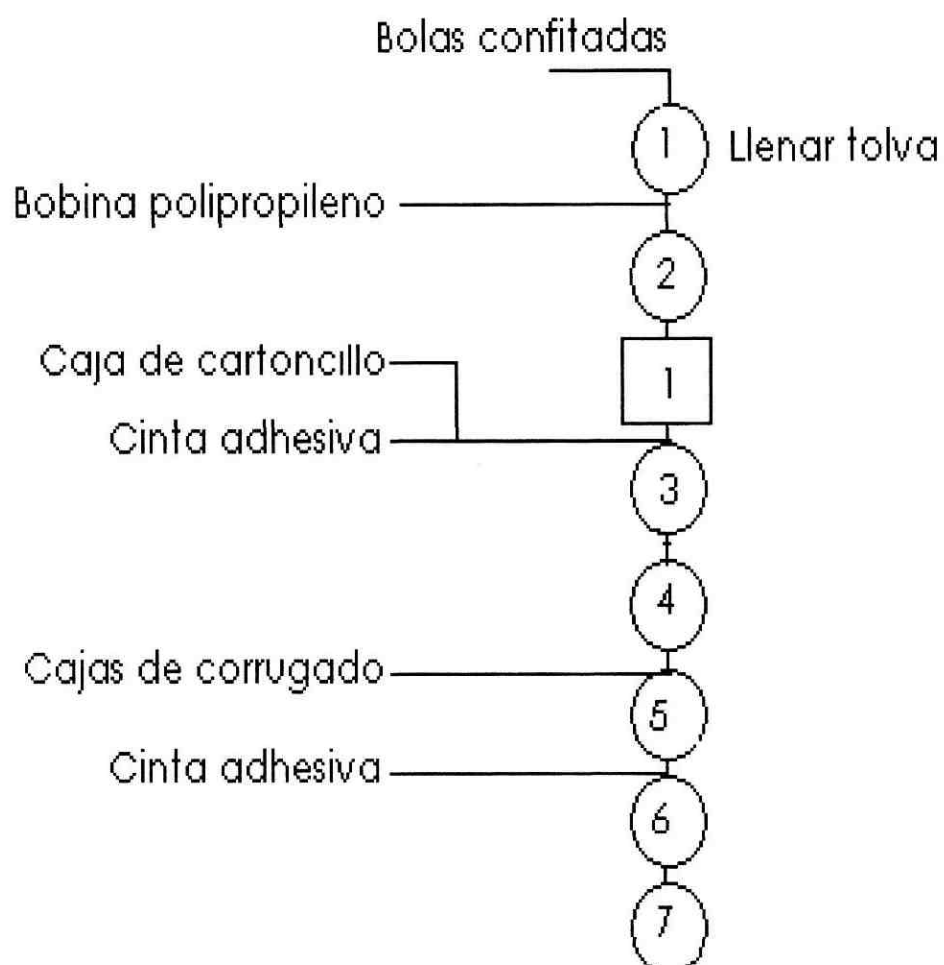 Bolas confitadas
1 Llenar tolva
Bobina polipropileno
2
Caja de cartoncillo
1
Cinta adhesiva
3
4
Cajas de corrugado
5
Cinta adhesiva
6
7